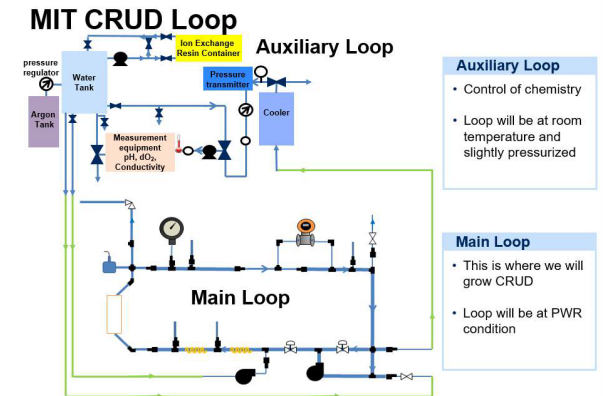 MIT CRUD Loop
Auxiliary Loop
Ion Exchange
Resin Container
pressure
regulator
Water
Tank
Pressure
transmitter
Argon
Tank
Cooler
Measurement
equipment
pH, dO₂,
Conductivity
Main Loop
Auxiliary Loop
• Control of chemistry
• Loop will be at room
temperature and
slightly pressurized
Main Loop
• This is where we will
grow CRUD
• Loop will be at PWR
condition